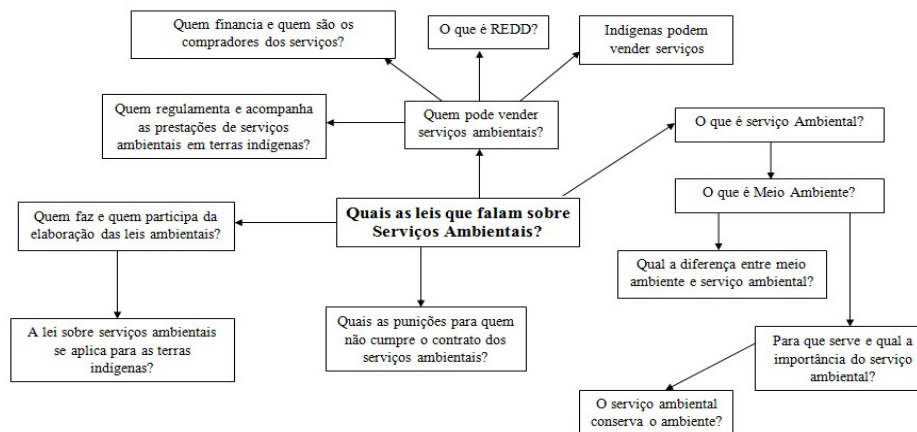 Quem financia e quem são os
compradores dos serviços?
O que é REDD?
Indígenas podem
vender serviços
Quem regulamenta e acompanha
as prestações de serviços
ambientais em terras indígenas?
Quem pode vender
serviços ambientais?
O que é serviço Ambiental?
O que é Meio Ambiente?
Quem faz e quem participa da
elaboração das leis ambientais?
Quais as leis que falam sobre
Serviços Ambientais?
Qual a diferença entre meio
ambiente e serviço ambiental?
A lei sobre serviços ambientais
se aplica para as terras
indígenas?
Quais as punições para quem
não cumpre o contrato dos
serviços ambientais?
Para que serve e qual a
importância do serviço
ambiental?
O serviço ambiental
conserva o ambiente?